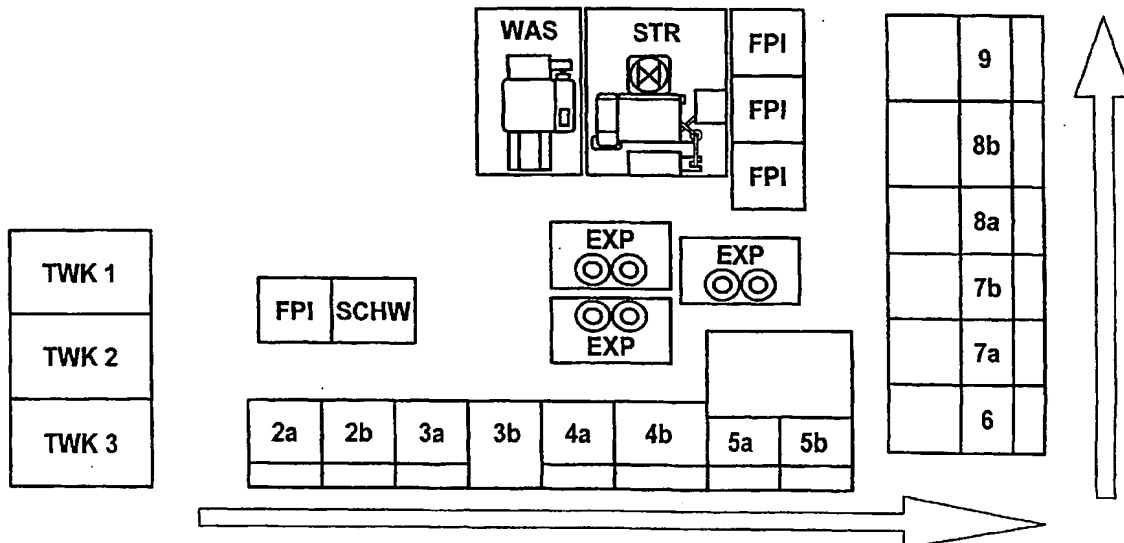 WAS
STR
FPI
FPI
FPI
9
8b
8a
7b
7a
6
EXP
EXP
EXP
TWK 1
TWK 2
TWK 3
FPI SCHW
2a 2b 3a 3b 4a 4b 5a 5b